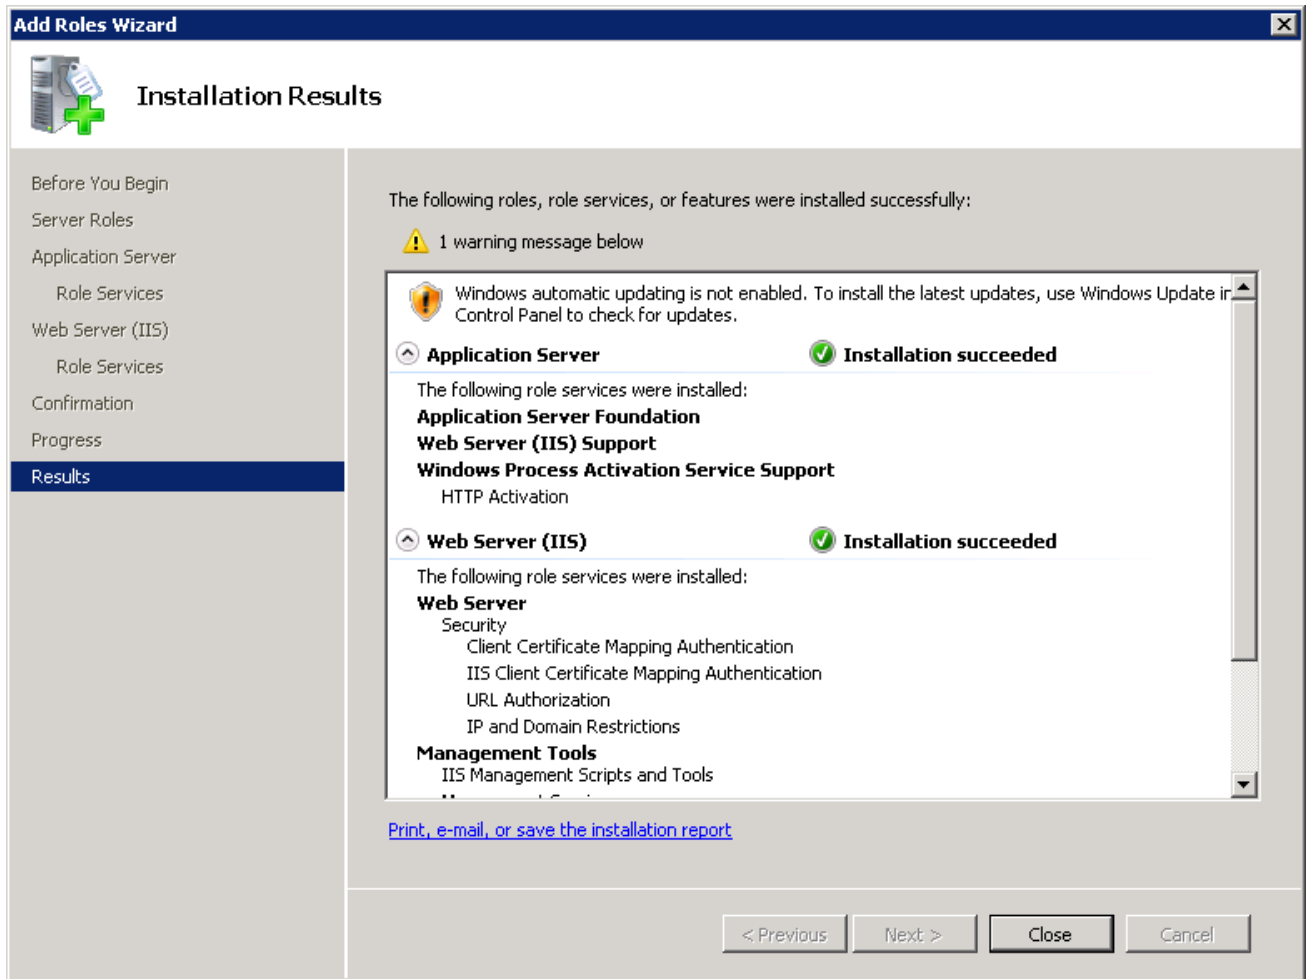 Add Roles Wizard
Installation Results
Before You Begin
Server Roles
Application Server
Role Services
Web Server (IIS)
Role Services
Confirmation
Progress
Results
The following roles, role services, or features were installed successfully:
1 warning message below
Windows automatic updating is not enabled. To install the latest updates, use Windows Update in
Control Panel to check for updates.
Application Server
Installation succeeded
The following role services were installed:
Application Server Foundation
Web Server (IIS) Support
Windows Process Activation Service Support
HTTP Activation
Web Server (IIS)
Installation succeeded
The following role services were installed:
Web Server
Security
Client Certificate Mapping Authentication
IIS Client Certificate Mapping Authentication
URL Authorization
IP and Domain Restrictions
Management Tools
IIS Management Scripts and Tools
Print, e-mail, or save the installation report
< Previous
Next >
Close
Cancel